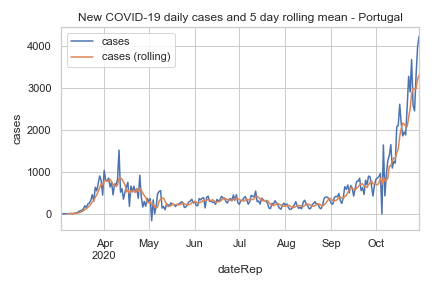 New COVID-19 daily cases and 5 day rolling mean - Portugal
cases
cases (rolling)
4000
3000
2000
1000
0
cases
Apr
2020
May
Jun
Jul
Aug
Sep
Oct
dateRep